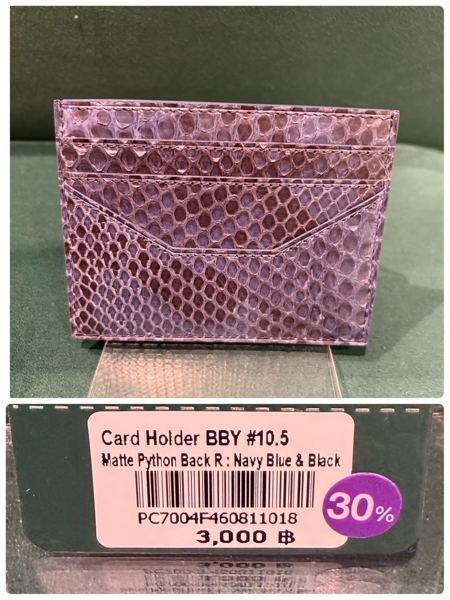 Card Holder BBY #10.5
Matte Python Back R : Navy Blue & Black
PC7004F460811018
3,000 ฿
30%